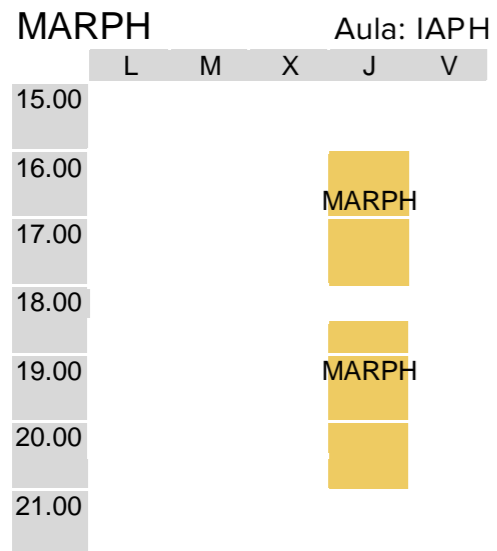 MARPH Aula: IAPH
L M X J V
15.00
16.00
MARPH
17.00
18.00
19.00 MARPH
20.00
21.00